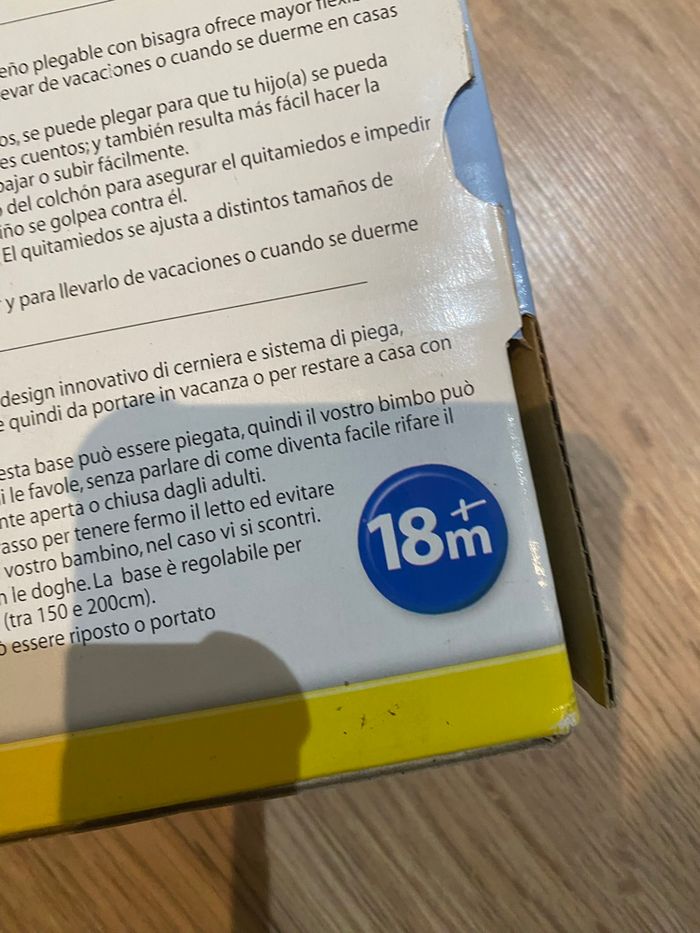 plegable con bisagra ofrece mayor
evar de vacaciones o cuando se duerme en casas
os, se puede plegar para que tu hijo(a) se pueda
es cuentos; y también resulta más fácil hacer la
bajar o subir fácilmente.
del colchón para asegurar el quitamiedos e impedir
iño se golpea contra él.
El quitamiedos se ajusta a distintos tamaños de
y para llevarlo de vacaciones o cuando se duerme
design innovativo di cerniera e sistema di piega,
e quindi da portare in vacanza o per restare a casa con
esta base può essere piegata, quindi il vostro bimbo può
i le favole, senza parlare di come diventa facile rifare il
nte aperta o chiusa dagli adulti.
asso per tenere fermo il letto ed evitare
vostro bambino, nel caso vi si scontri.
n le doghe. La base è regolabile per
(tra 150 e 200cm).
ò essere riposto o portato
18m+